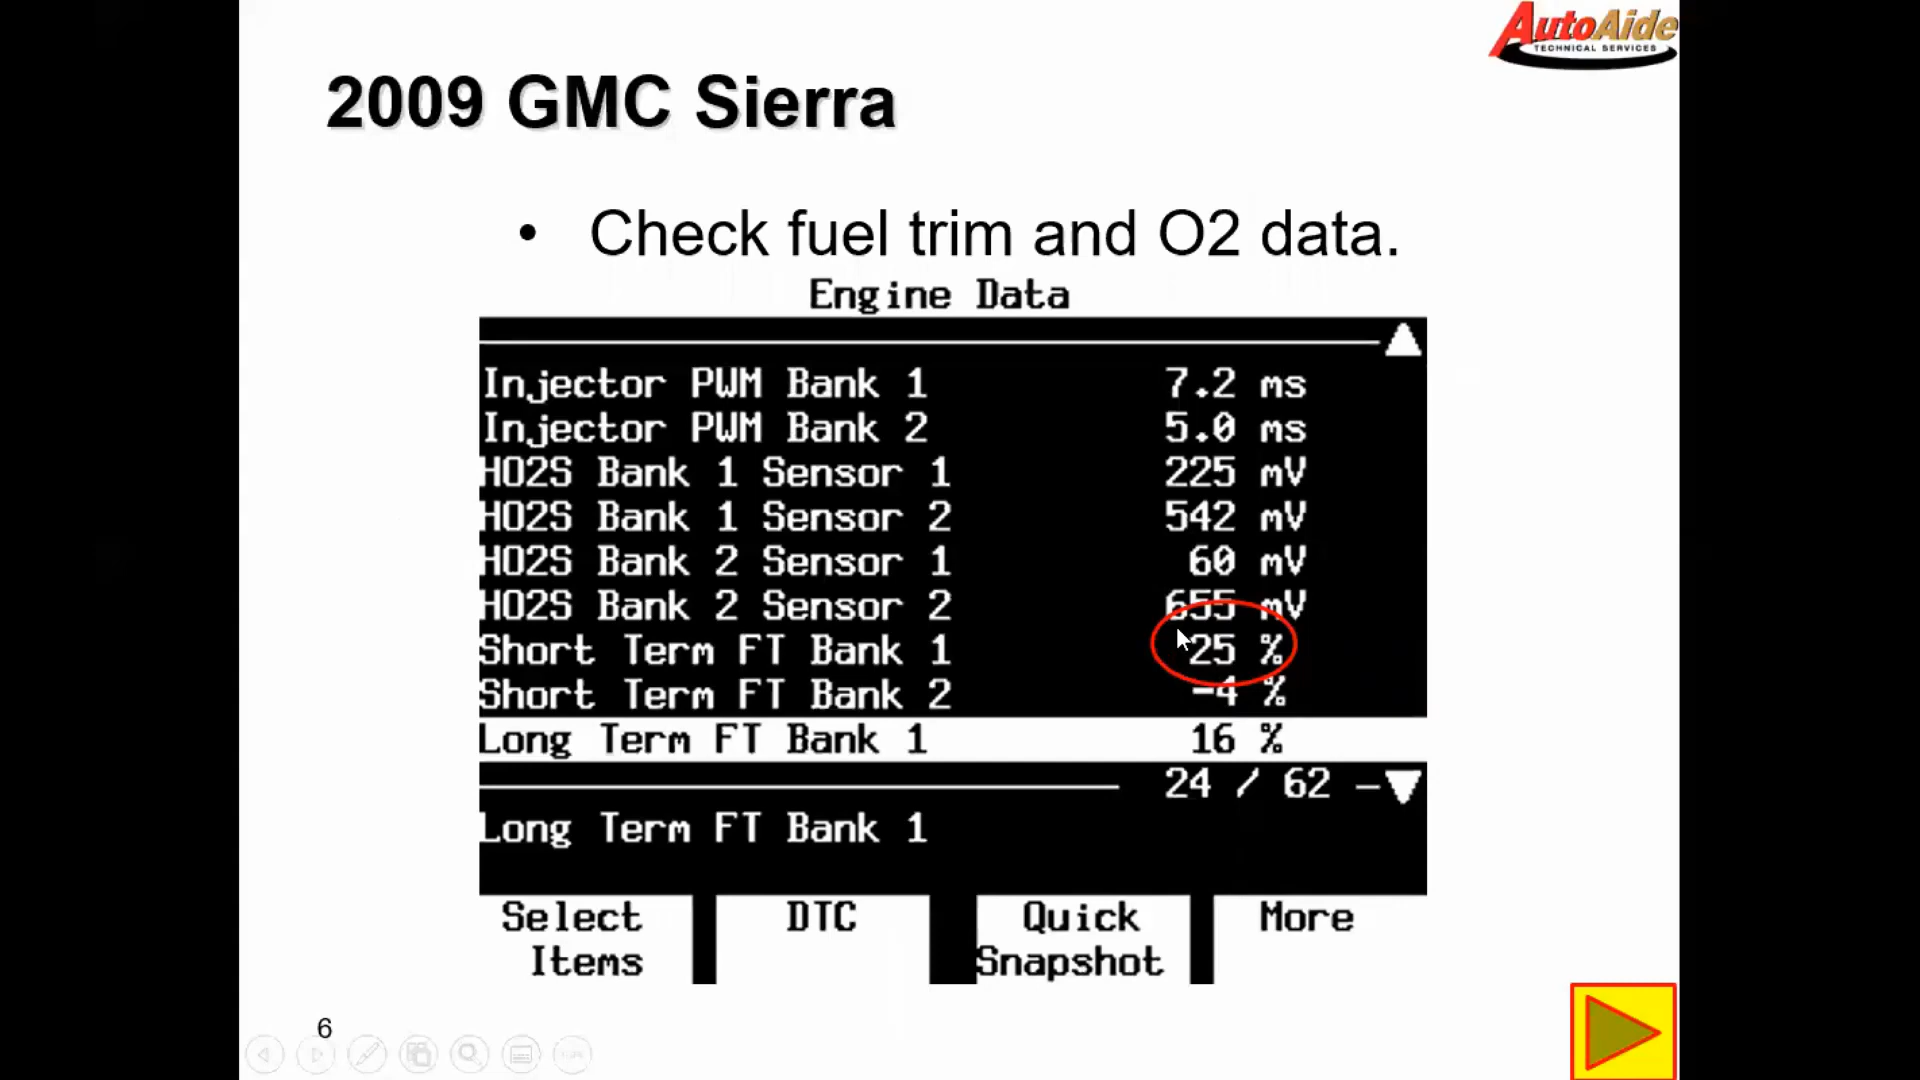 AutoAide
TECHNICAL SERVICES
2009 GMC Sierra
• Check fuel trim and O2 data.
Engine Data
Injector PWM Bank 1 7.2 ms
Injector PWM Bank 2 5.0 ms
HO2S Bank 1 Sensor 1 225 mV
HO2S Bank 1 Sensor 2 542 mV
HO2S Bank 2 Sensor 1 60 mV
HO2S Bank 2 Sensor 2 655 mV
Short Term FT Bank 1 25 %
Short Term FT Bank 2 -4 %
Long Term FT Bank 1 16 %
24 / 62
Long Term FT Bank 1
Select Items
DTC
Quick Snapshot
More
6